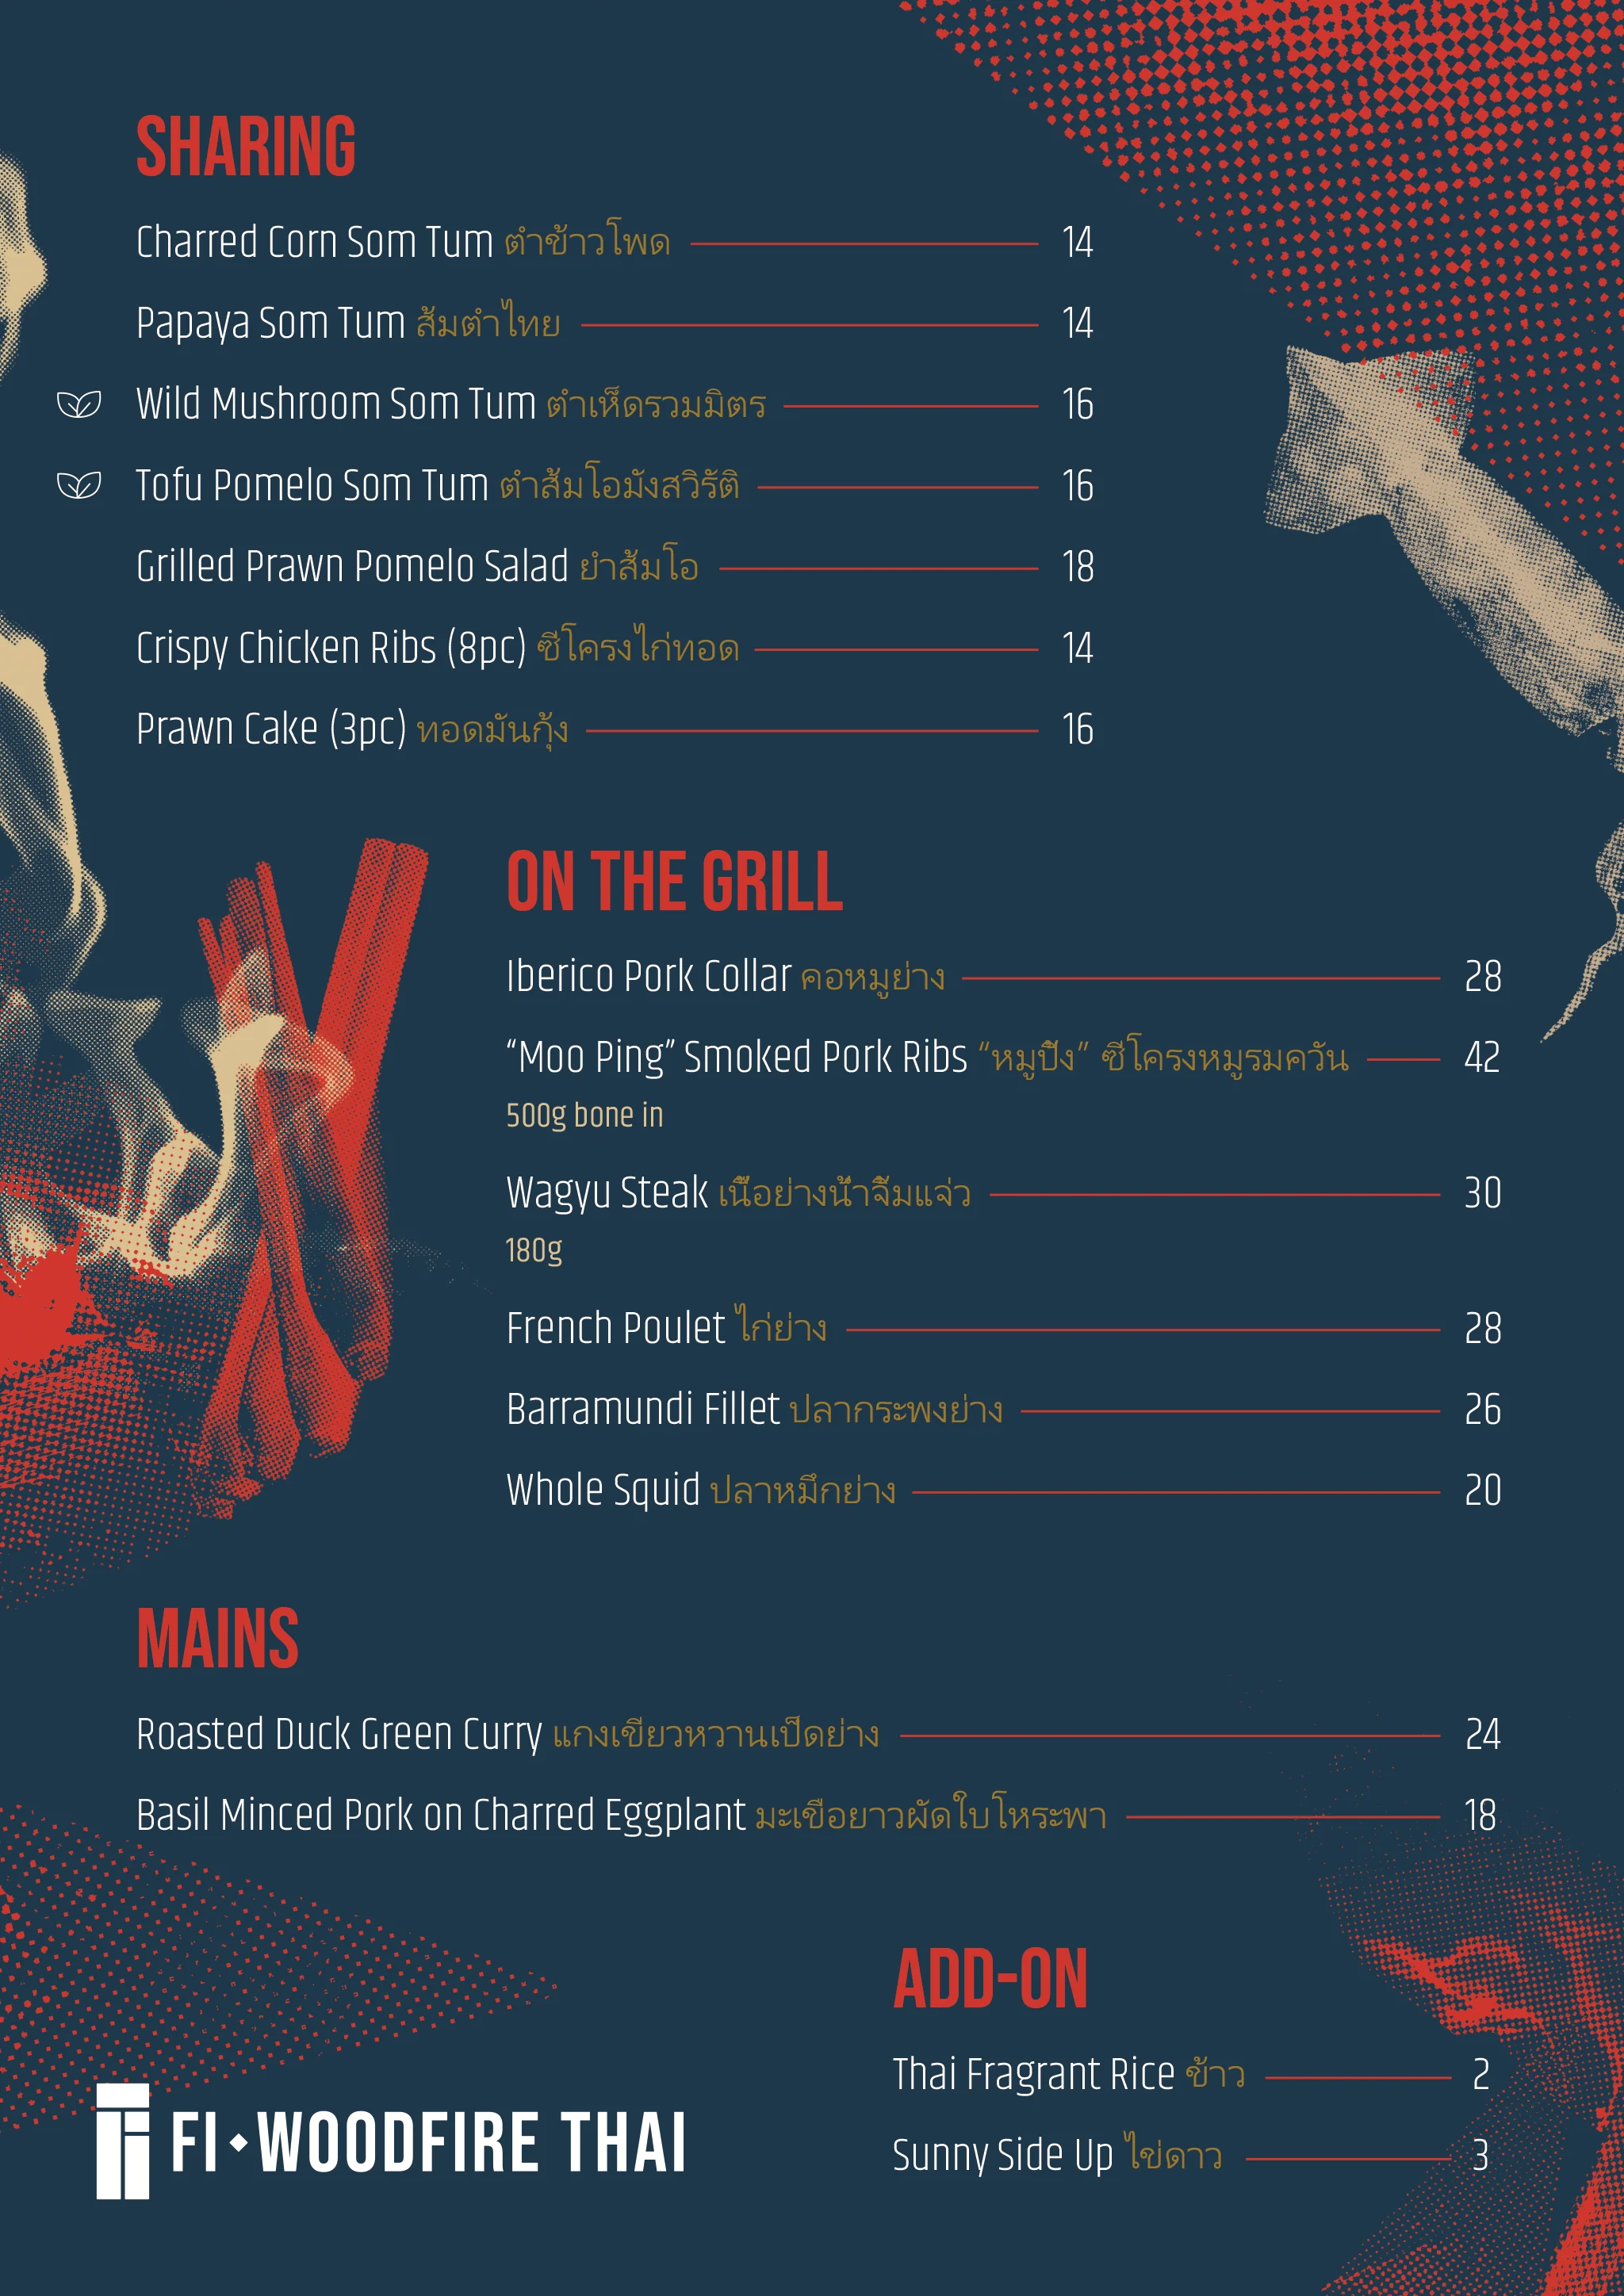 SHARING
Charred Corn Som Tum ตำข้าวโพด 14
Papaya Som Tum ส้มตำไทย 14
Wild Mushroom Som Tum ตำเห็ดรวมมิตร 16
Tofu Pomelo Som Tum ตำส้มโอมังสวิรัติ 16
Grilled Prawn Pomelo Salad ยำส้มโอ 18
Crispy Chicken Ribs (8pc) ซี่โครงไก่ทอด 14
Prawn Cake (3pc) ทอดมันกุ้ง 16
ON THE GRILL
Iberico Pork Collar คอหมูย่าง 28
“Moo Ping” Smoked Pork Ribs “หมูปิ้ง” ซี่โครงหมูรมควัน 42
500g bone in
Wagyu Steak เนื้อย่างน้ำจิ้มแจ่ว 30
180g
French Poulet ไก่ย่าง 28
Barramundi Fillet ปลากระพงย่าง 26
Whole Squid ปลาหมึกย่าง 20
MAINS
Roasted Duck Green Curry แกงเขียวหวานเป็ดย่าง 24
Basil Minced Pork on Charred Eggplant มะเขือยาวผัดใบโหระพา 18
ADD-ON
Thai Fragrant Rice ข้าว 2
Sunny Side Up ไข่ดาว 3
FI WOODFIRE THAI